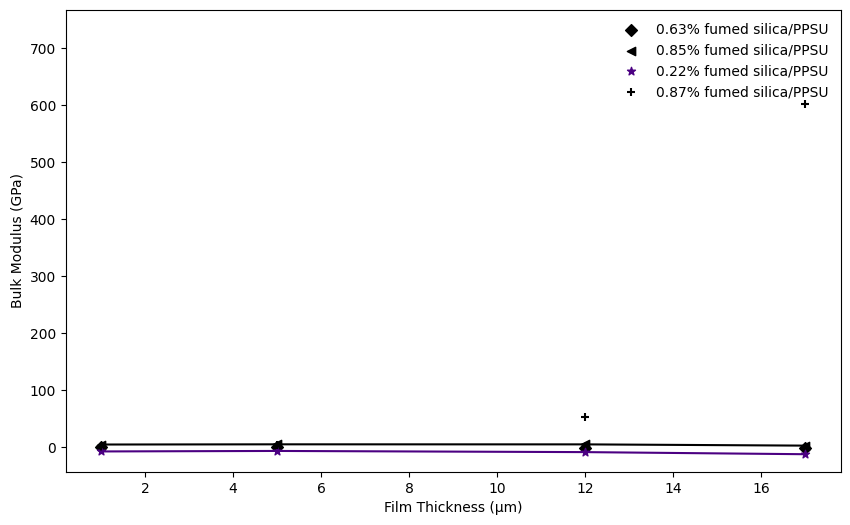 700
600
500
400
300
200
100
0
Bulk Modulus (GPa)
0.63% fumed silica/PPSU
0.85% fumed silica/PPSU
0.22% fumed silica/PPSU
0.87% fumed silica/PPSU
2 4 6 8 10 12 14 16
Film Thickness (µm)